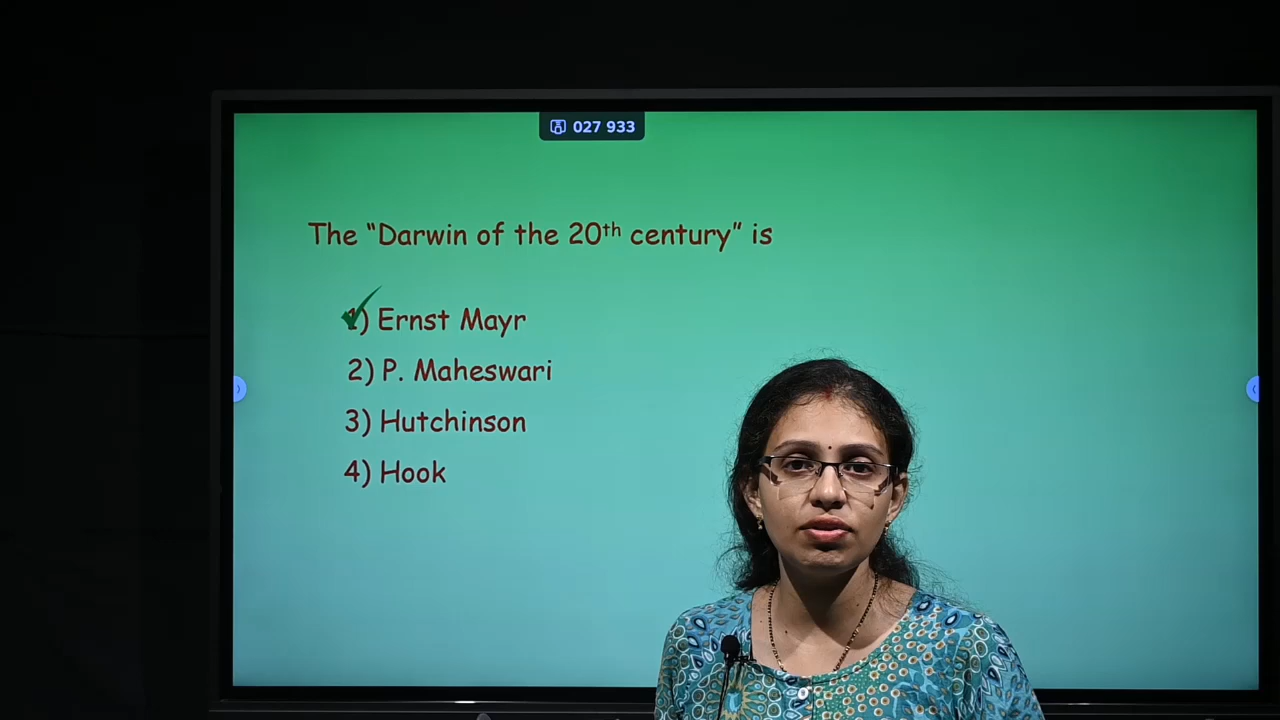 027 933
The “Darwin of the 20th century” is
1) Ernst Mayr
2) P. Maheswari
3) Hutchinson
4) Hook